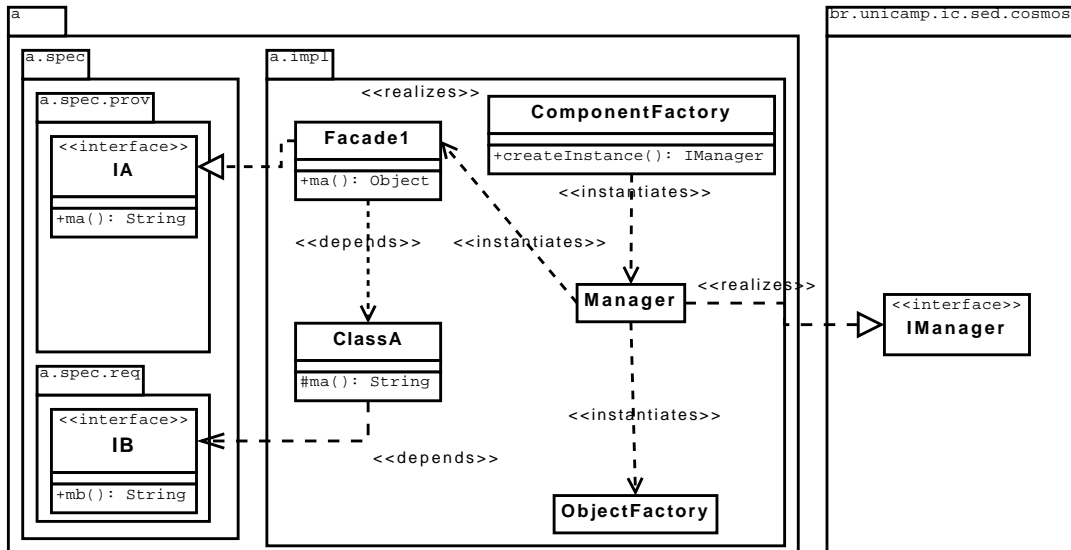 a
br.unicamp.ic.sed.cosmos
a.spec
a.impl
a.spec.prov
<<realizes>>
ComponentFactory
+createInstance(): IManager
<<interface>>
IA
+ma(): String
Facade1
+ma(): Object
<<instantiates>>
<<depends>>
<<instantiates>>
<<realizes>>
Manager
<<interface>>
IManager
ClassA
#ma(): String
a.spec.req
<<interface>>
IB
+mb(): String
<<instantiates>>
<<depends>>
ObjectFactory